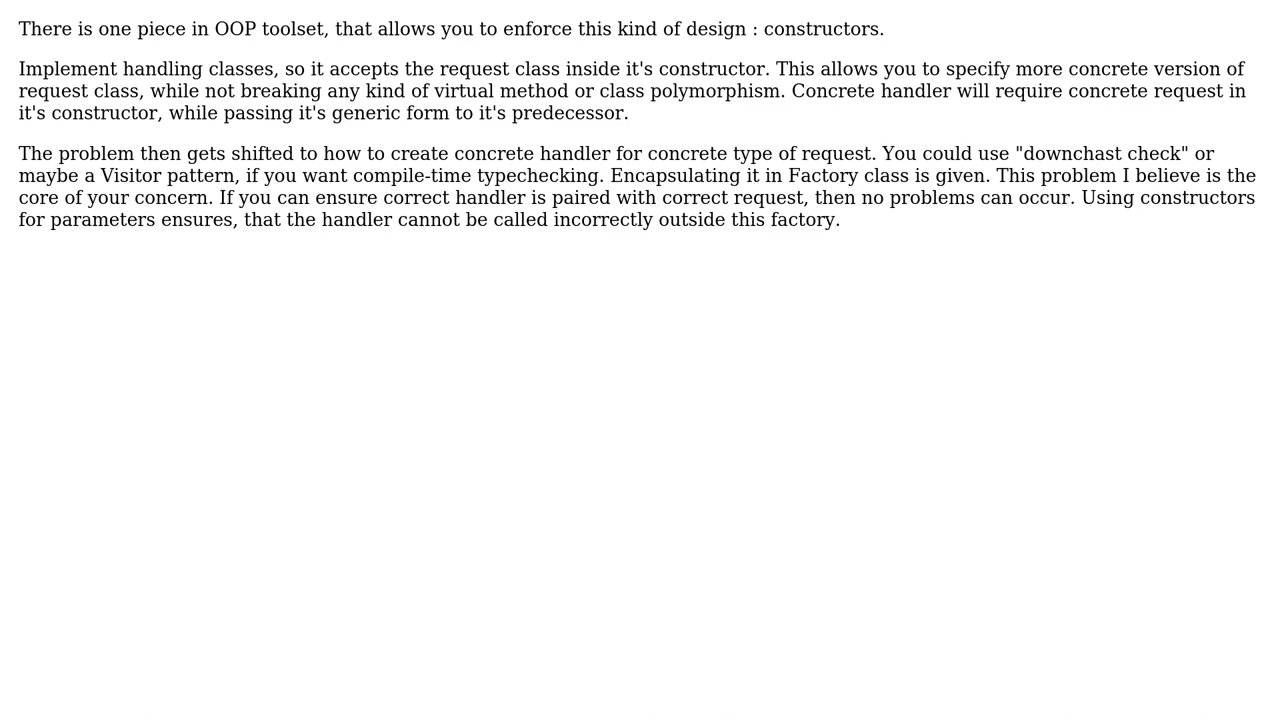 There is one piece in OOP toolset, that allows you to enforce this kind of design : constructors.
Implement handling classes, so it accepts the request class inside it's constructor. This allows you to specify more concrete version of
request class, while not breaking any kind of virtual method or class polymorphism. Concrete handler will require concrete request in
it's constructor, while passing it's generic form to it's predecessor.
The problem then gets shifted to how to create concrete handler for concrete type of request. You could use "downchast check" or
maybe a Visitor pattern, if you want compile-time typechecking. Encapsulating it in Factory class is given. This problem I believe is the
core of your concern. If you can ensure correct handler is paired with correct request, then no problems can occur. Using constructors
for parameters ensures, that the handler cannot be called incorrectly outside this factory.